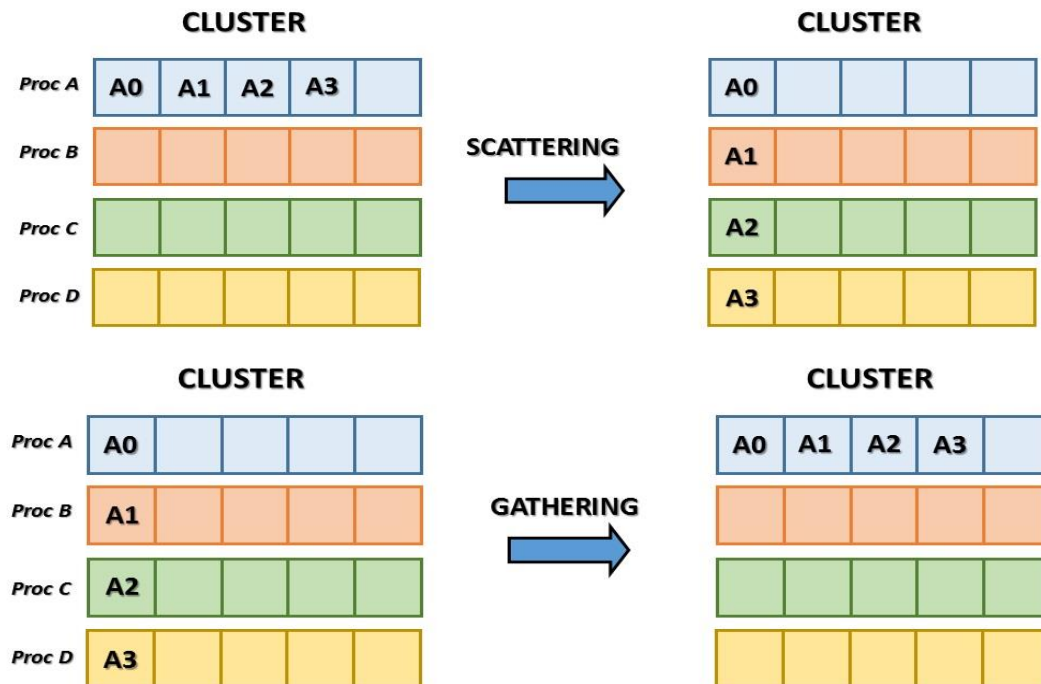 CLUSTER CLUSTER
Proc A A0 A1 A2 A3 A0
Proc B A1
SCATTERING
Proc C A2
Proc D A3
CLUSTER CLUSTER
Proc A A0 A0 A1 A2 A3
Proc B A1
GATHERING
Proc C A2
Proc D A3